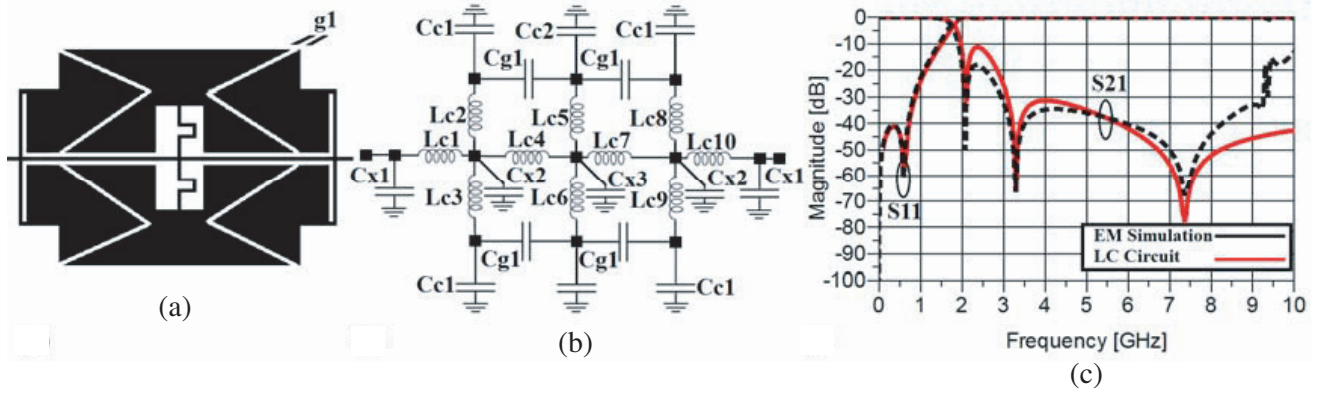 g1
(a)
Cc1 Cc2 Cc1
Cg1 Cg1
Lc2 Lc5 Lc8
Lc1 Lc4 Lc7 Lc10
Cx1 Cx2 Cx3 Cx2 Cx1
Lc3 Lc6 Lc9
Cg1 Cg1
Cc1 Cc1
(b)
Magnitude [dB]
0
-10
-20
-30
-40
-50
-60
-70
-80
-90
-100
S21
S11
EM Simulation
LC Circuit
0 1 2 3 4 5 6 7 8 9 10
Frequency [GHz]
(c)